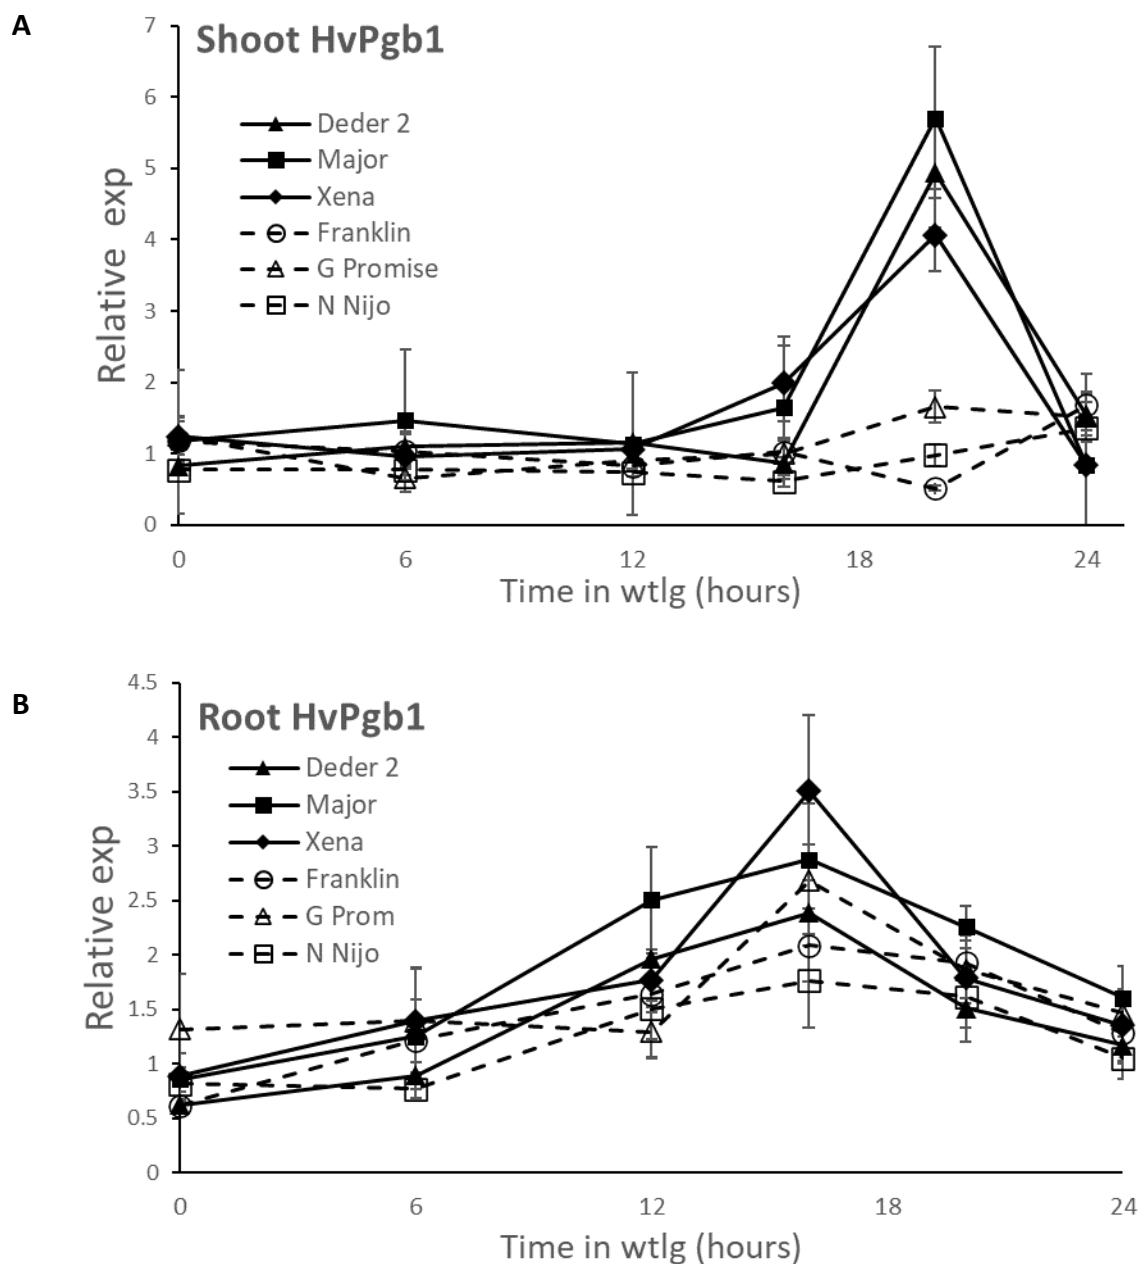 A
Shoot HvPgb1
7
6
5
4
3
2
1
0
Relative exp
Deder 2
Major
Xena
Franklin
G Promise
N Nijo
0 6 12 18 24
Time in wtlg (hours)
B
Root HvPgb1
4.5
4
3.5
3
2.5
2
1.5
1
0.5
0
Relative exp
Deder 2
Major
Xena
Franklin
G Prom
N Nijo
0 6 12 18 24
Time in wtlg (hours)